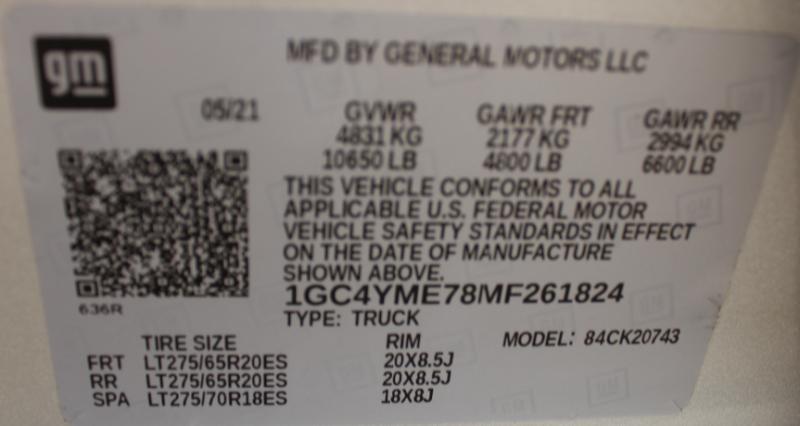 gm
MFD BY GENERAL MOTORS LLC
05/21 GVWR GAWR FRT GAWR RR
4831 KG 2177 KG 2994 KG
10650 LB 4800 LB 6600 LB
THIS VEHICLE CONFORMS TO ALL
APPLICABLE U.S. FEDERAL MOTOR
VEHICLE SAFETY STANDARDS IN EFFECT
ON THE DATE OF MANUFACTURE
SHOWN ABOVE.
1GC4YME78MF261824
636R
TYPE: TRUCK
TIRE SIZE RIM MODEL: 84CK20743
FRT LT275/65R20ES 20X8.5J
RR LT275/65R20ES 20X8.5J
SPA LT275/70R18ES 18X8J